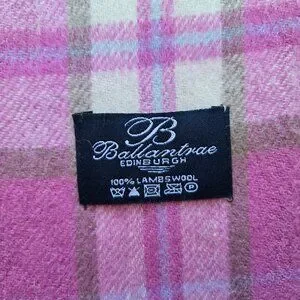 B
Ballantrae
EDINBURGH
100% LAMBSWOOL
P